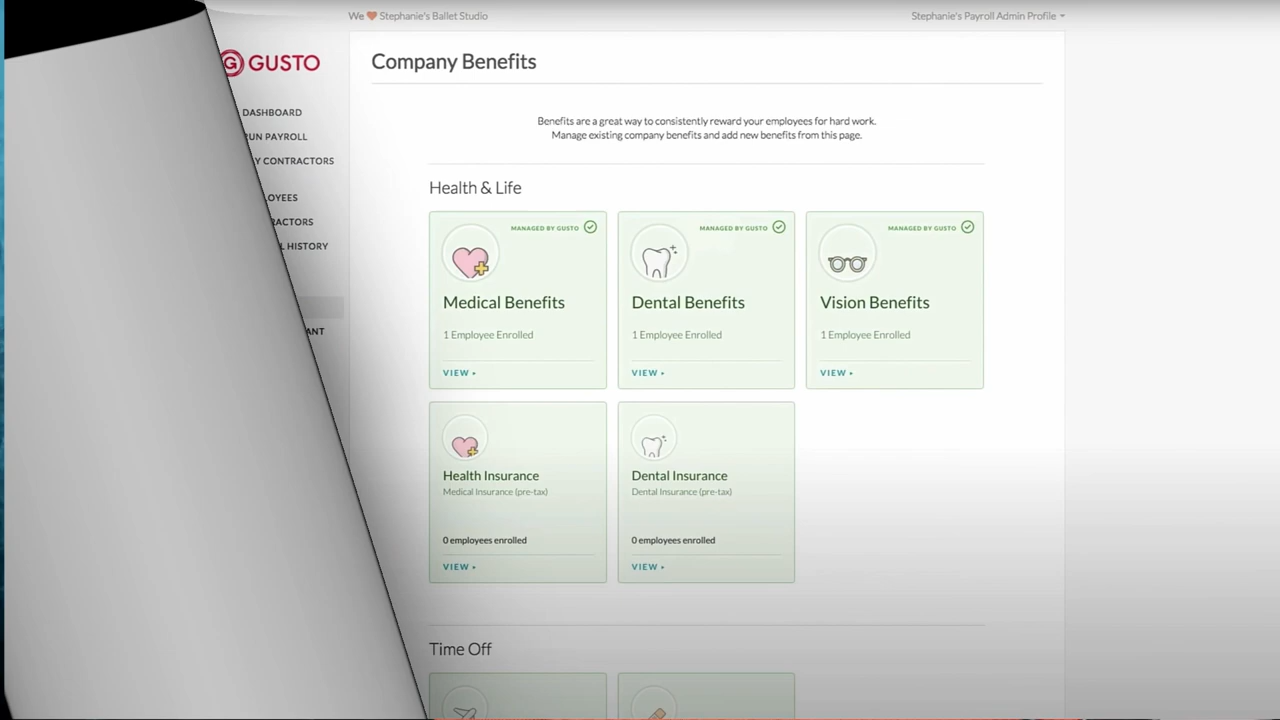 We ❤ Stephanie's Ballet Studio
Stephanie's Payroll Admin Profile
GUSTO
Company Benefits
DASHBOARD
RUN PAYROLL
Y CONTRACTORS
OYEES
RACTORS
L HISTORY
ANT
Benefits are a great way to consistently reward your employees for hard work.
Manage existing company benefits and add new benefits from this page.
Health & Life
MANAGED BY GUSTO
Medical Benefits
1 Employee Enrolled
VIEW
MANAGED BY GUSTO
Dental Benefits
1 Employee Enrolled
VIEW
MANAGED BY GUSTO
Vision Benefits
1 Employee Enrolled
VIEW
Health Insurance
Medical Insurance (pre-tax)
0 employees enrolled
VIEW
Dental Insurance
Dental Insurance (pre-tax)
0 employees enrolled
VIEW
Time Off